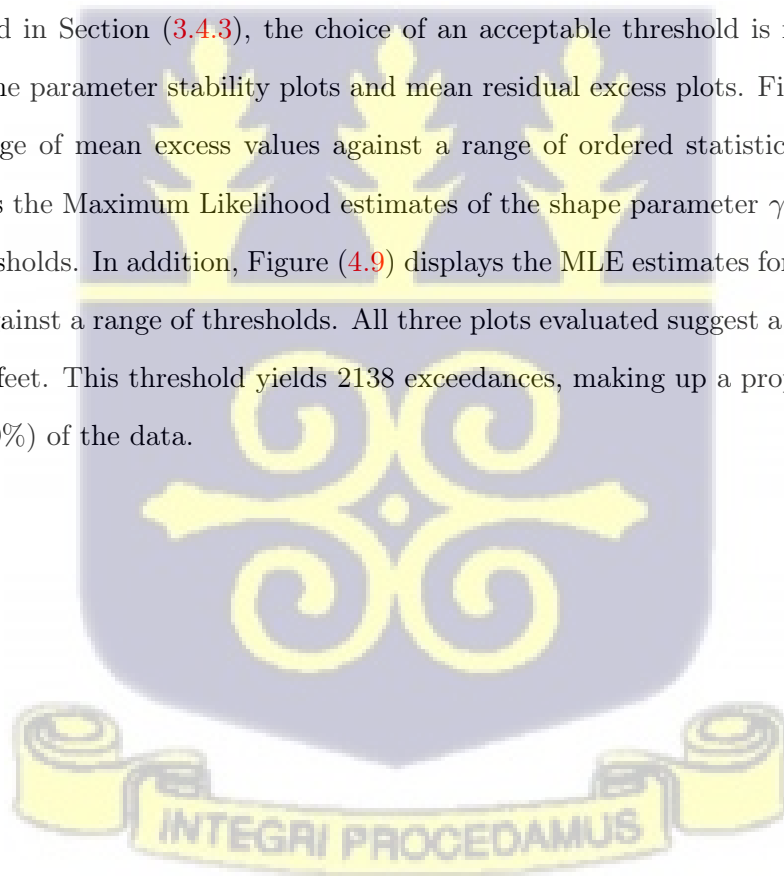 d in Section (3.4.3), the choice of an acceptable threshold is
ne parameter stability plots and mean residual excess plots. Fi
ge of mean excess values against a range of ordered statistic
s the Maximum Likelihood estimates of the shape parameter γ
sholds. In addition, Figure (4.9) displays the MLE estimates for
ainst a range of thresholds. All three plots evaluated suggest a
feet. This threshold yields 2138 exceedances, making up a pro
%) of the data.
INTEGRI PROCEDAMUS